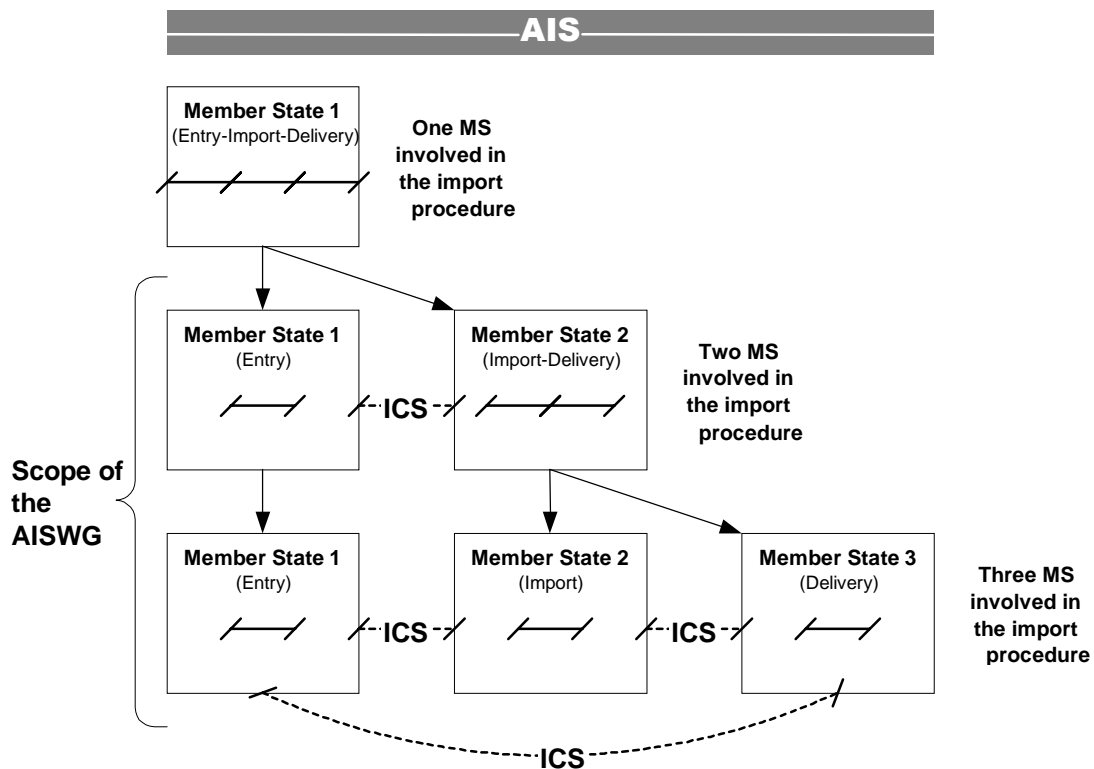 AIS
Member State 1
(Entry-Import-Delivery)
One MS
involved in
the import
procedure
Member State 1
(Entry)
ICS
Member State 2
(Import-Delivery)
Two MS
involved in
the import
procedure
Scope of
the
AISWG
Member State 1
(Entry)
ICS
Member State 2
(Import)
ICS
Member State 3
(Delivery)
Three MS
involved in
the import
procedure
ICS